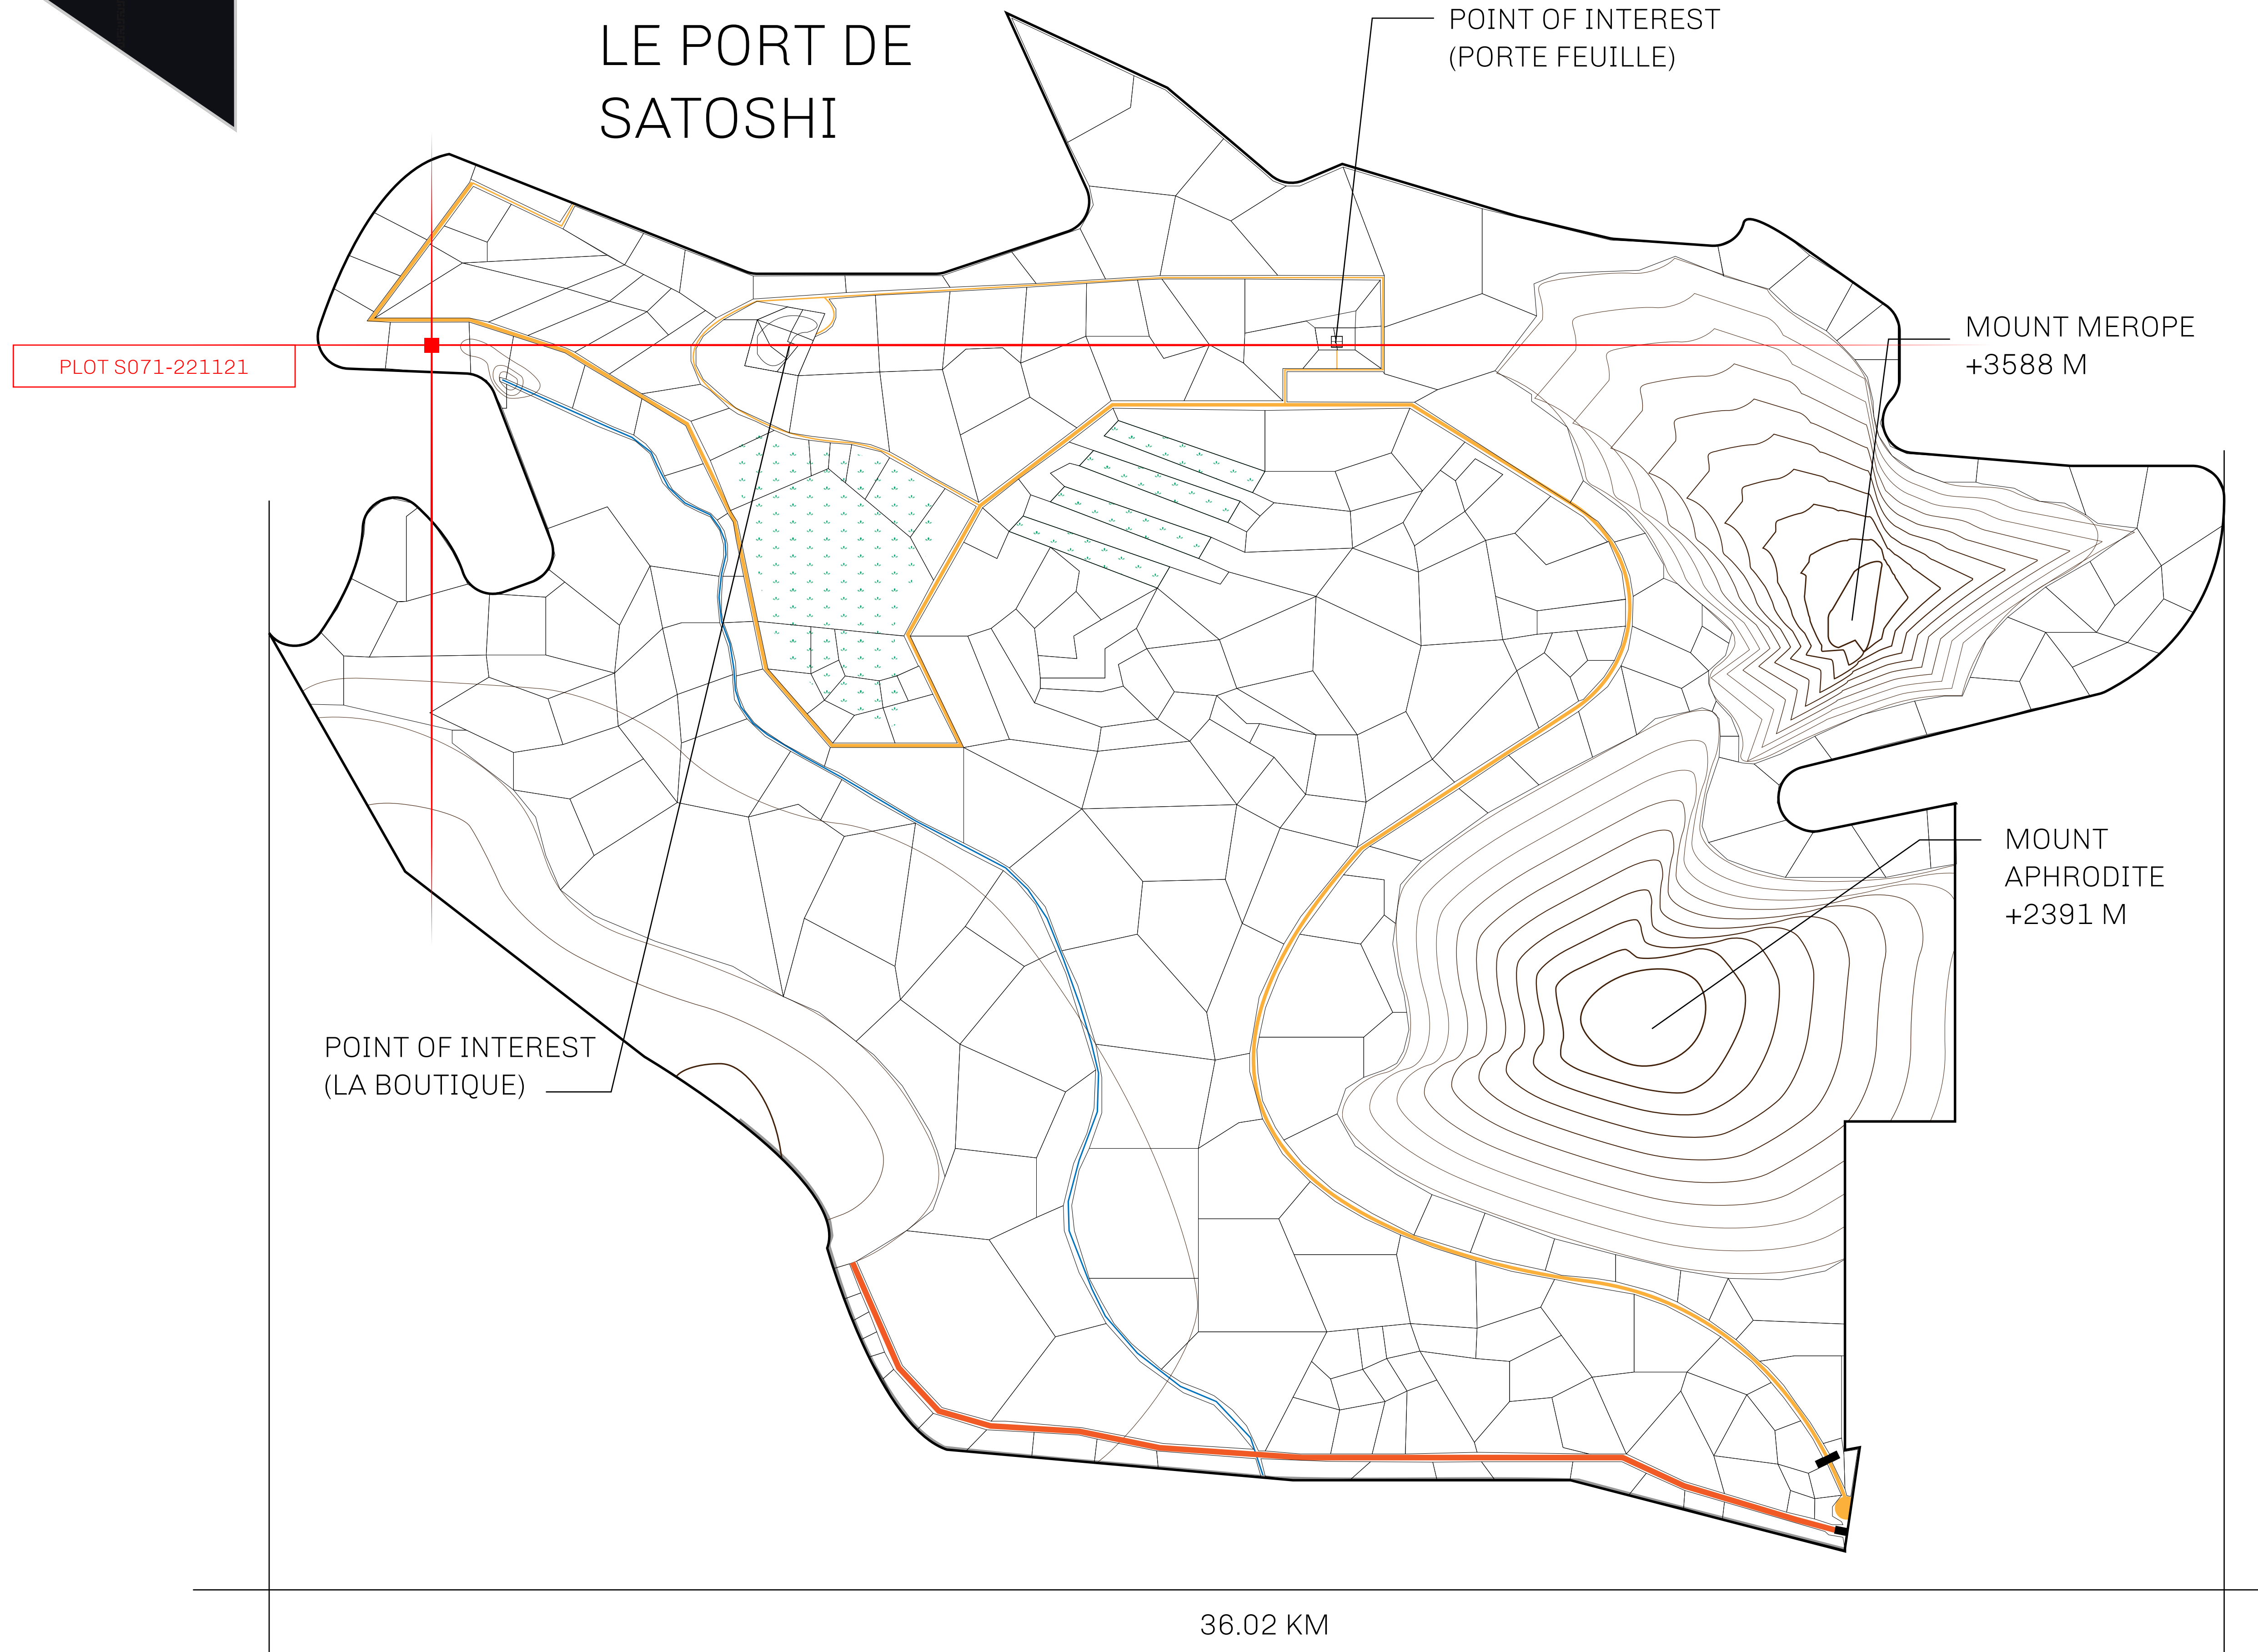 LE PORT DE
SATOSHI
POINT OF INTEREST
(PORTE FEUILLE)
MOUNT MEROPE
+3588 M
PLOT S071-221121
MOUNT
APHRODITE
+2391 M
POINT OF INTEREST
(LA BOUTIQUE)
36.02 KM